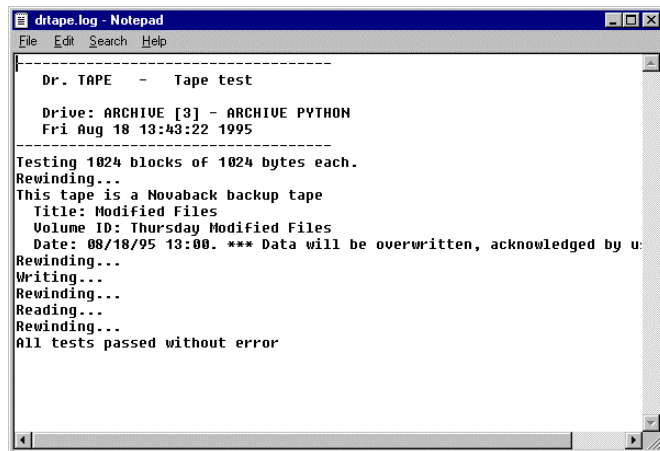 drtape.log - Notepad
File Edit Search Help
-----------------------------------
Dr. TAPE - Tape test
Drive: ARCHIVE [3] - ARCHIVE PYTHON
Fri Aug 18 13:43:22 1995
-----------------------------------
Testing 1024 blocks of 1024 bytes each.
Rewinding...
This tape is a Novaback backup tape
Title: Modified Files
Volume ID: Thursday Modified Files
Date: 08/18/95 13:00. *** Data will be overwritten, acknowledged by
Rewinding...
Writing...
Rewinding...
Reading...
Rewinding...
All tests passed without error